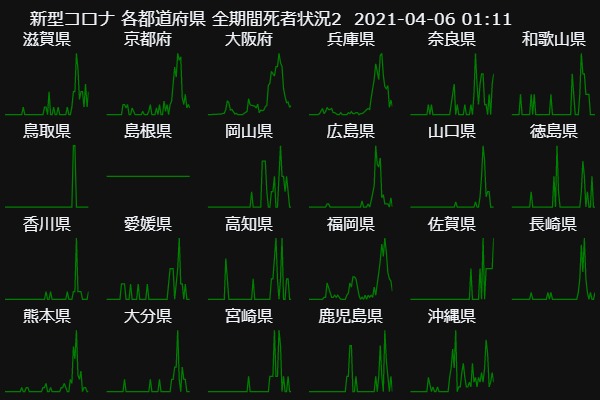 新型コロナ 各都道府県 全期間死者状況2 2021-04-06 01:11
滋賀県 京都府 大阪府 兵庫県 奈良県 和歌山県
鳥取県 島根県 岡山県 広島県 山口県 徳島県
香川県 愛媛県 高知県 福岡県 佐賀県 長崎県
熊本県 大分県 宮崎県 鹿児島県 沖縄県